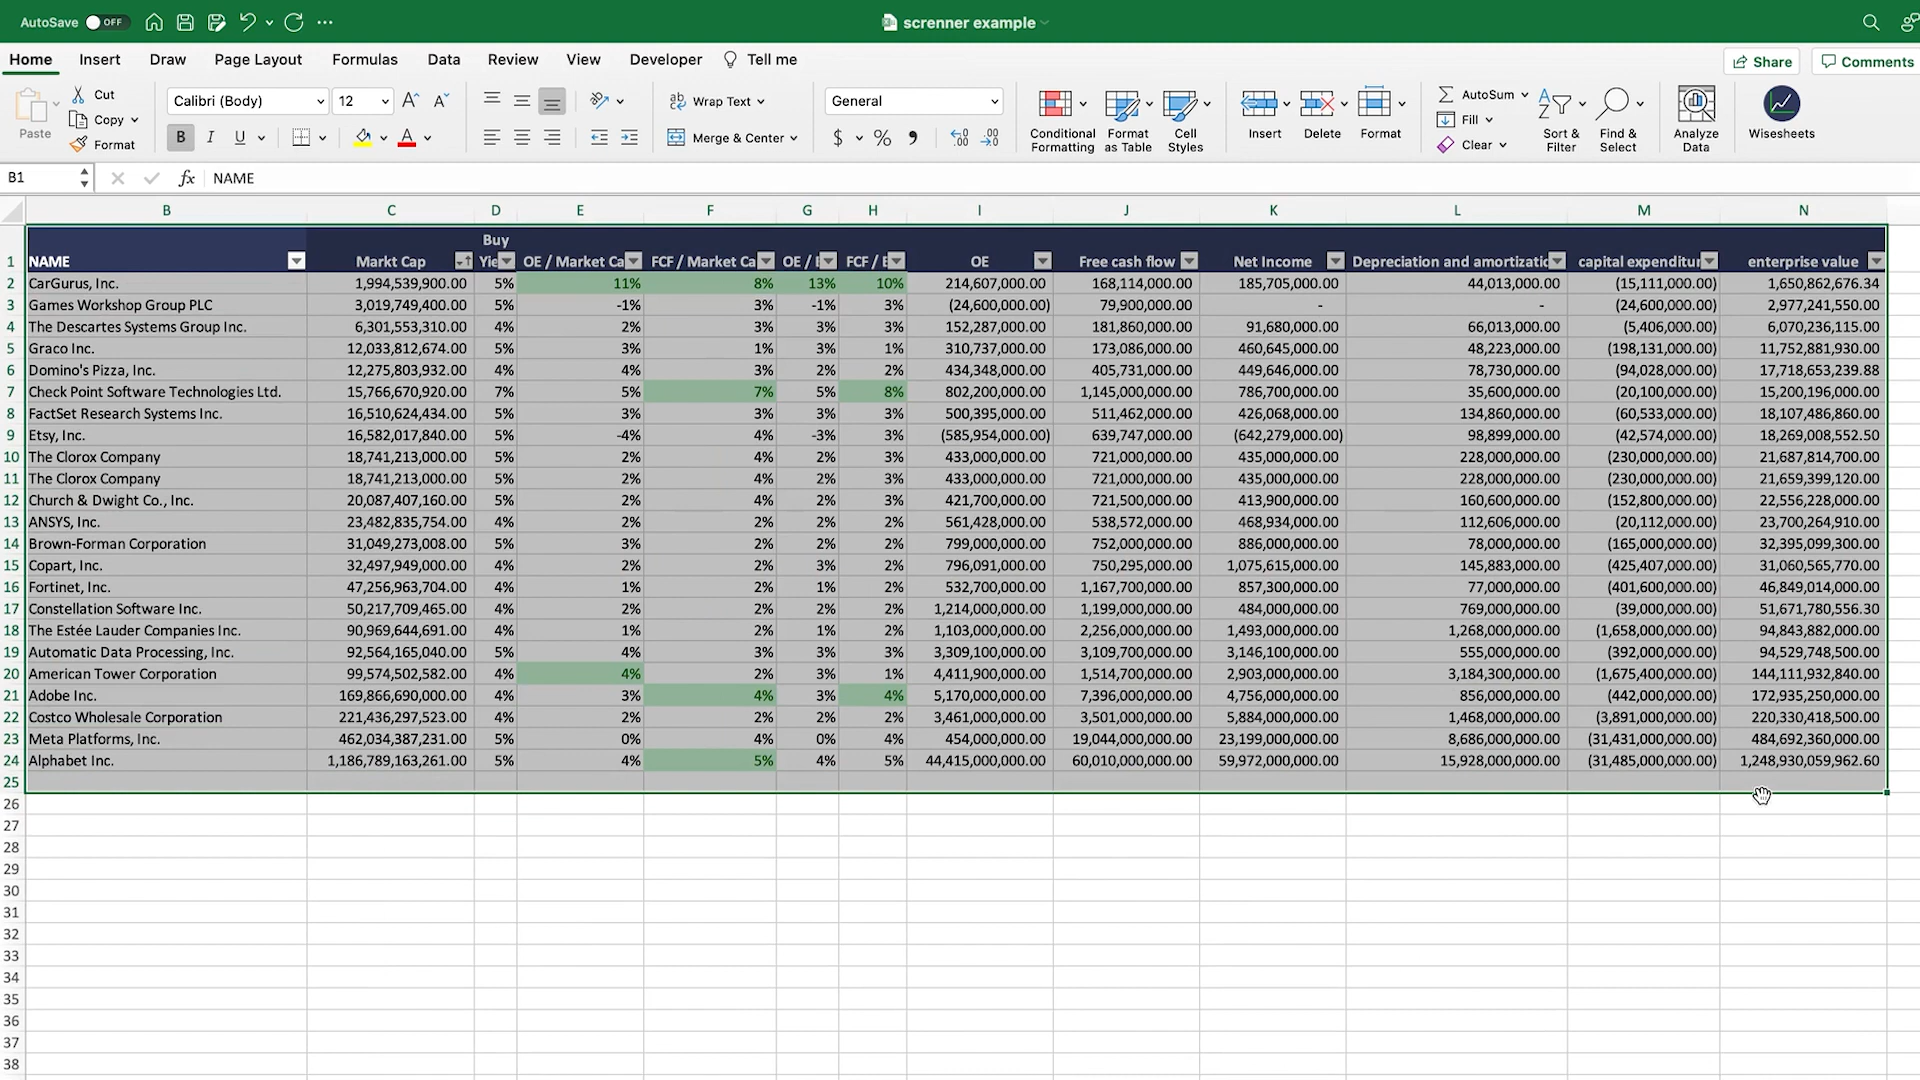 AutoSave OFF screnner example
Home Insert Draw Page Layout Formulas Data Review View Developer Tell me Share Comments
Paste Cut Copy Format Calibri (Body) 12 A A B I U A Wrap Text Merge & Center General $ % Conditional Formatting Format as Table Cell Styles Insert Delete Format AutoSum Fill Clear Sort & Filter Find & Select Analyze Data Wisesheets
B1 fx NAME
B C D E F G H I J K L M N
1 NAME Markt Cap Buy Yie OE / Market Ca FCF / Market Ca OE / E FCF / E OE Free cash flow Net Income Depreciation and amortizatio capital expenditur enterprise value
2 CarGurus, Inc. 1,994,539,900.00 5% 11% 8% 13% 10% 214,607,000.00 168,114,000.00 185,705,000.00 44,013,000.00 (15,111,000.00) 1,650,862,676.34
3 Games Workshop Group PLC 3,019,749,400.00 5% -1% 3% -1% 3% (24,600,000.00) 79,900,000.00 - - (24,600,000.00) 2,977,241,550.00
4 The Descartes Systems Group Inc. 6,301,553,310.00 4% 2% 3% 3% 3% 152,287,000.00 181,860,000.00 91,680,000.00 66,013,000.00 (5,406,000.00) 6,070,236,115.00
5 Graco Inc. 12,033,812,674.00 5% 3% 1% 3% 1% 310,737,000.00 173,086,000.00 460,645,000.00 48,223,000.00 (198,131,000.00) 11,752,881,930.00
6 Domino's Pizza, Inc. 12,275,803,932.00 4% 4% 3% 2% 2% 434,348,000.00 405,731,000.00 449,646,000.00 78,730,000.00 (94,028,000.00) 17,718,653,239.88
7 Check Point Software Technologies Ltd. 15,766,670,920.00 7% 5% 7% 5% 8% 802,200,000.00 1,145,000,000.00 786,700,000.00 35,600,000.00 (20,100,000.00) 15,200,196,000.00
8 FactSet Research Systems Inc. 16,510,624,434.00 5% 3% 3% 3% 3% 500,395,000.00 511,462,000.00 426,068,000.00 134,860,000.00 (60,533,000.00) 18,107,486,860.00
9 Etsy, Inc. 16,582,017,840.00 5% -4% 4% -3% 3% (585,954,000.00) 639,747,000.00 (642,279,000.00) 98,899,000.00 (42,574,000.00) 18,269,008,552.50
10 The Clorox Company 18,741,213,000.00 5% 2% 4% 2% 3% 433,000,000.00 721,000,000.00 435,000,000.00 228,000,000.00 (230,000,000.00) 21,687,814,700.00
11 The Clorox Company 18,741,213,000.00 5% 2% 4% 2% 3% 433,000,000.00 721,000,000.00 435,000,000.00 228,000,000.00 (230,000,000.00) 21,659,399,120.00
12 Church & Dwight Co., Inc. 20,087,407,160.00 5% 2% 4% 2% 3% 421,700,000.00 721,500,000.00 413,900,000.00 160,600,000.00 (152,800,000.00) 22,556,228,000.00
13 ANSYS, Inc. 23,482,835,754.00 4% 2% 2% 2% 2% 561,428,000.00 538,572,000.00 468,934,000.00 112,606,000.00 (20,112,000.00) 23,700,264,910.00
14 Brown-Forman Corporation 31,049,273,008.00 5% 3% 2% 2% 2% 799,000,000.00 752,000,000.00 886,000,000.00 78,000,000.00 (165,000,000.00) 32,395,099,300.00
15 Copart, Inc. 32,497,949,000.00 4% 2% 2% 3% 2% 796,091,000.00 750,295,000.00 1,075,615,000.00 145,883,000.00 (425,407,000.00) 31,060,565,770.00
16 Fortinet, Inc. 47,256,963,704.00 4% 1% 2% 1% 2% 532,700,000.00 1,167,700,000.00 857,300,000.00 77,000,000.00 (401,600,000.00) 46,849,014,000.00
17 Constellation Software Inc. 50,217,709,465.00 4% 2% 2% 2% 2% 1,214,000,000.00 1,199,000,000.00 484,000,000.00 769,000,000.00 (39,000,000.00) 51,671,780,556.30
18 The Estée Lauder Companies Inc. 90,969,644,691.00 4% 1% 2% 1% 2% 1,103,000,000.00 2,256,000,000.00 1,493,000,000.00 1,268,000,000.00 (1,658,000,000.00) 94,843,882,000.00
19 Automatic Data Processing, Inc. 92,564,165,040.00 5% 4% 3% 3% 3% 3,309,100,000.00 3,109,700,000.00 3,146,100,000.00 555,000,000.00 (392,000,000.00) 94,529,748,500.00
20 American Tower Corporation 99,574,502,582.00 4% 4% 2% 3% 1% 4,411,900,000.00 1,514,700,000.00 2,903,000,000.00 3,184,300,000.00 (1,675,400,000.00) 144,111,932,840.00
21 Adobe Inc. 169,866,690,000.00 4% 3% 4% 3% 4% 5,170,000,000.00 7,396,000,000.00 4,756,000,000.00 856,000,000.00 (442,000,000.00) 172,935,250,000.00
22 Costco Wholesale Corporation 221,436,297,523.00 4% 2% 2% 2% 2% 3,461,000,000.00 3,501,000,000.00 5,884,000,000.00 1,468,000,000.00 (3,891,000,000.00) 220,330,418,500.00
23 Meta Platforms, Inc. 462,034,387,231.00 5% 0% 4% 0% 4% 454,000,000.00 19,044,000,000.00 23,199,000,000.00 8,686,000,000.00 (31,431,000,000.00) 484,692,360,000.00
24 Alphabet Inc. 1,186,789,163,261.00 5% 4% 5% 4% 5% 44,415,000,000.00 60,010,000,000.00 59,972,000,000.00 15,928,000,000.00 (31,485,000,000.00) 1,248,930,059,962.60
25
26
27
28
29
30
31
32
33
34
35
36
37
38